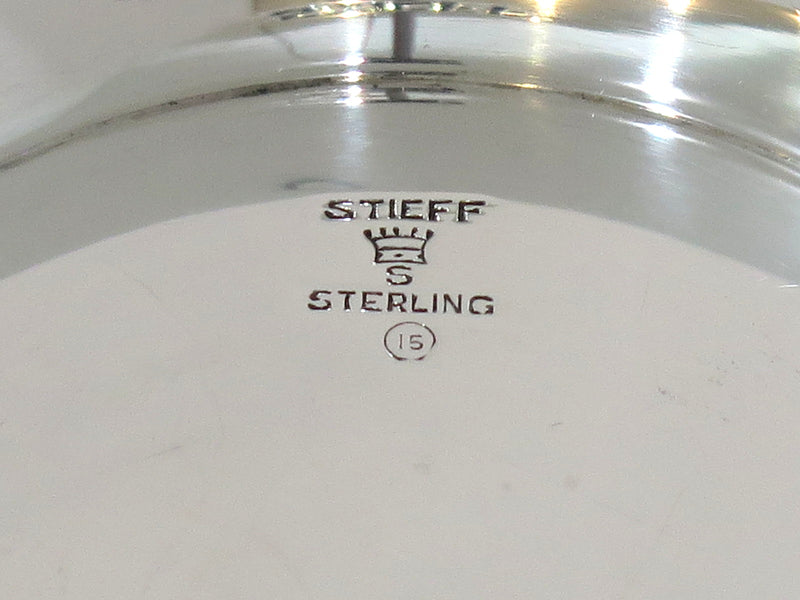 STIEFF
S
STERLING
15